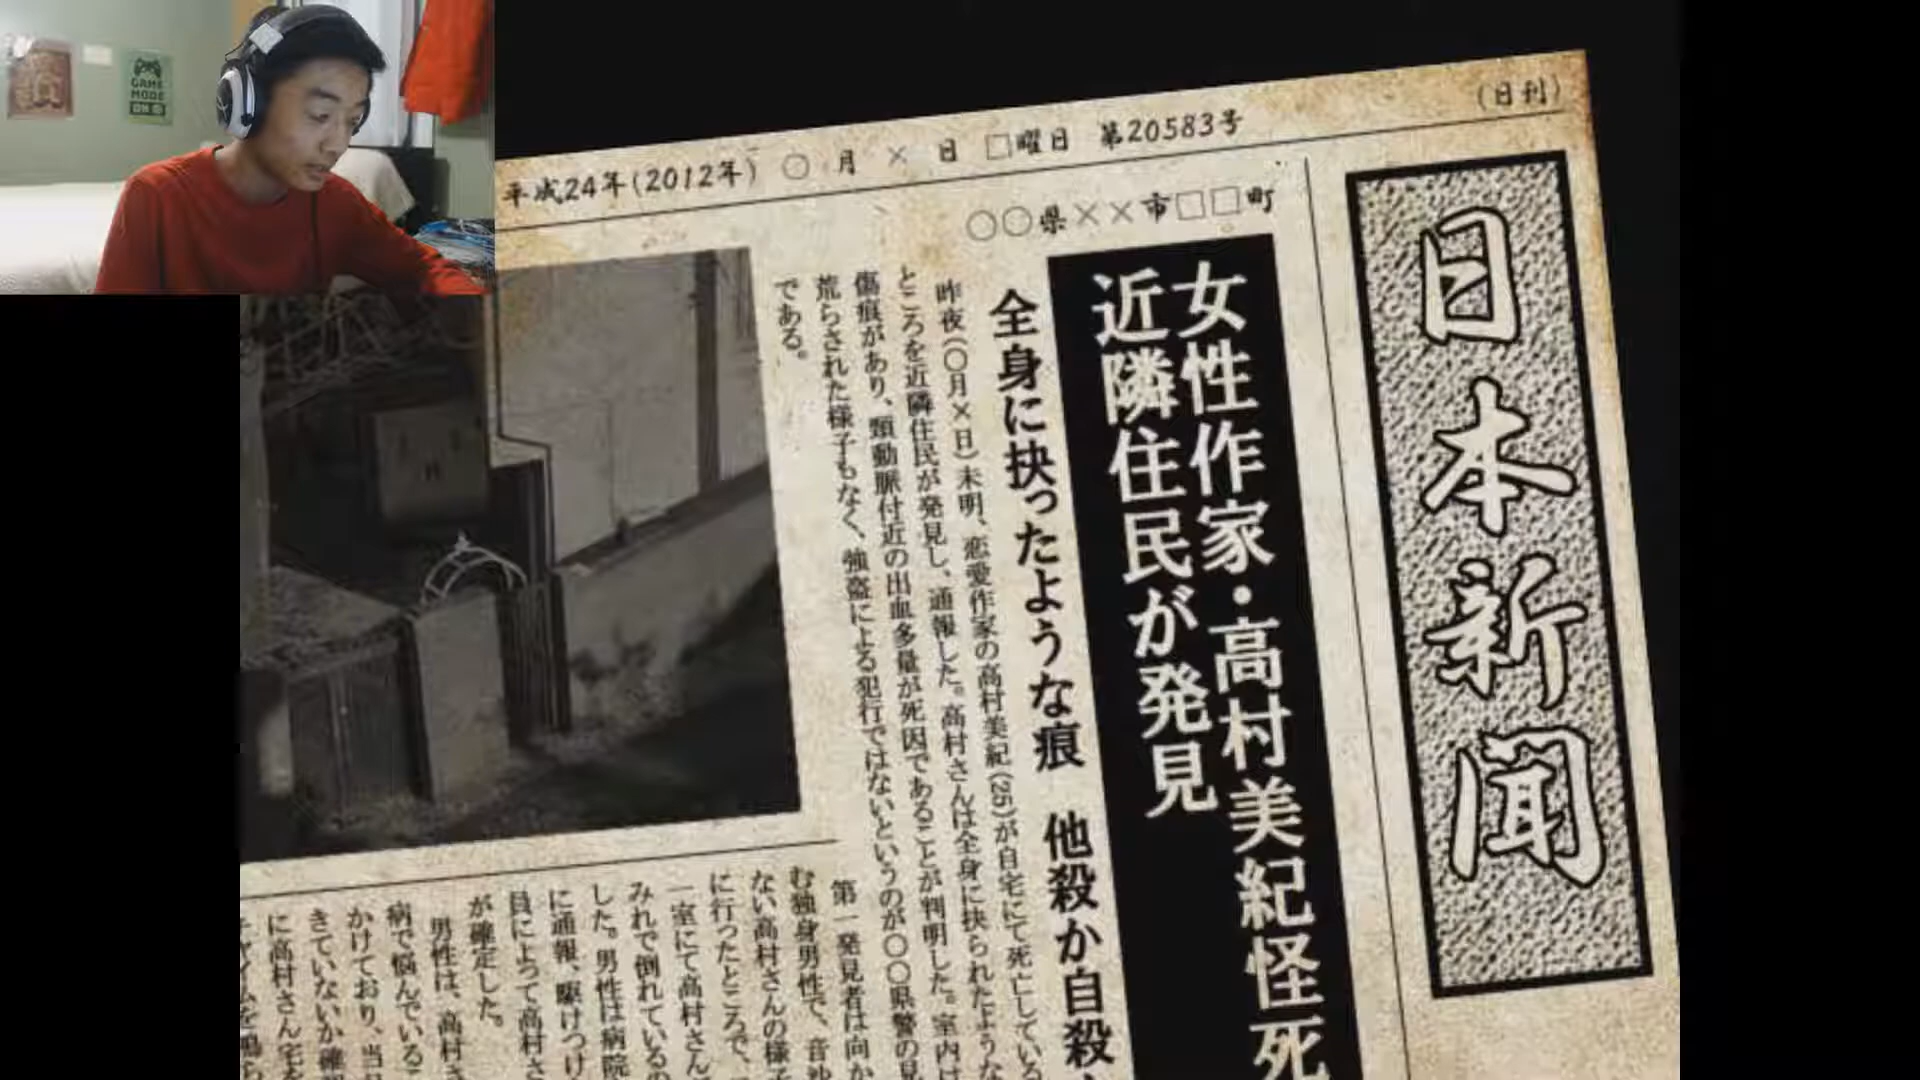 GAME
MODE
ON
平成24年(2012年) 〇 月 × 日 □曜日 第20583号
(日刊)
日本新聞
〇〇県××市□□町
女性作家・高村美紀怪死
近隣住民が発見
全身に抉ったような痕 他殺か自殺
昨夜(〇月×日)未明、恋愛作家の高村美紀(25)が自宅にて死亡している
ところを近隣住民が発見し、通報した。高村さんは全身に抉られたような
傷痕があり、頸動脈付近の出血多量が死因であることが判明した。室内は
荒らされた様子もなく、強盗による犯行ではないというのが〇〇県警の見
である。
第一発見者は向か
む独身男性で、音沙
ない高村さんの様子
に行ったところで、
一室にて高村さんが
みれで倒れているの
した。男性は病院
に通報、駆けつけ
員によって高村さ
が確定した。
男性は、高村さ
病で悩んでいるこ
かけており、当
きていないか確
に高村さん宅を